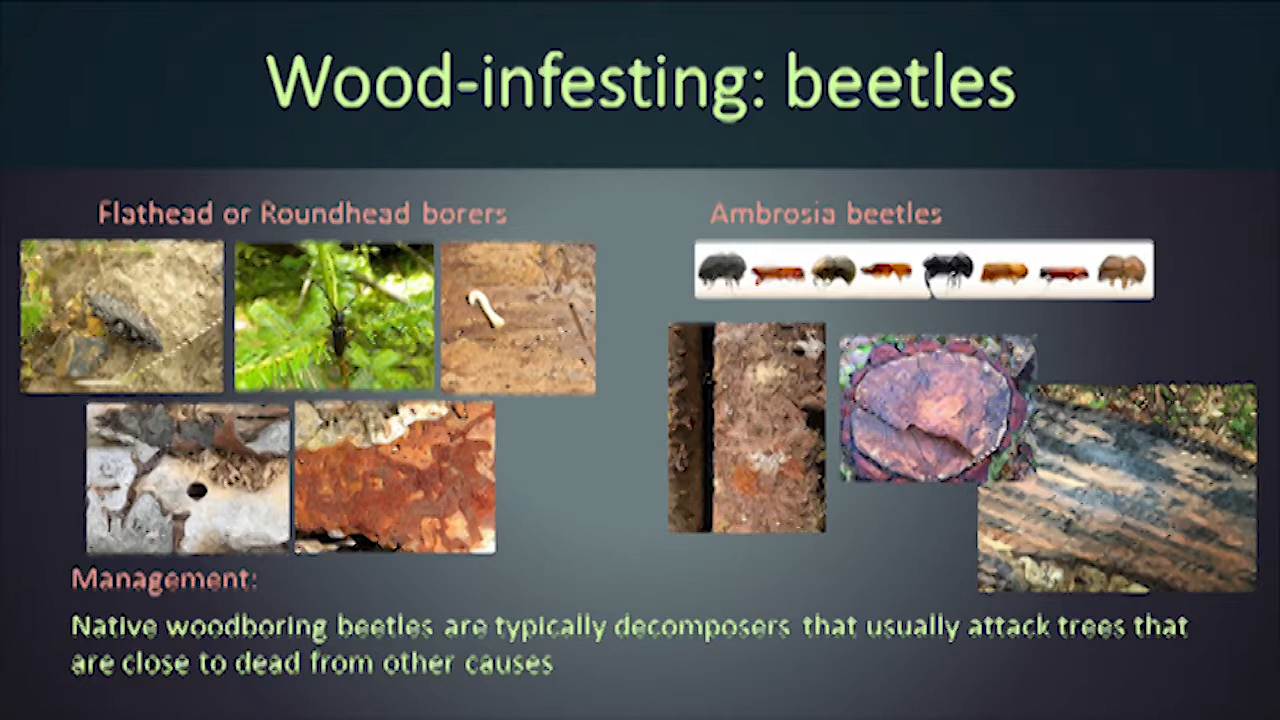 Wood-infesting: beetles
Flathead or Roundhead borers
Ambrosia beetles
Management:
Native woodboring beetles are typically decomposers that usually attack trees that
are close to dead from other causes